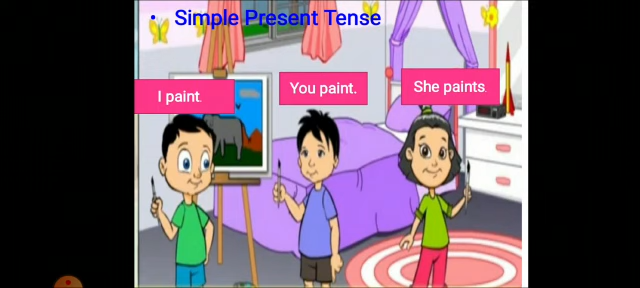 • Simple Present Tense
I paint.
You paint.
She paints.